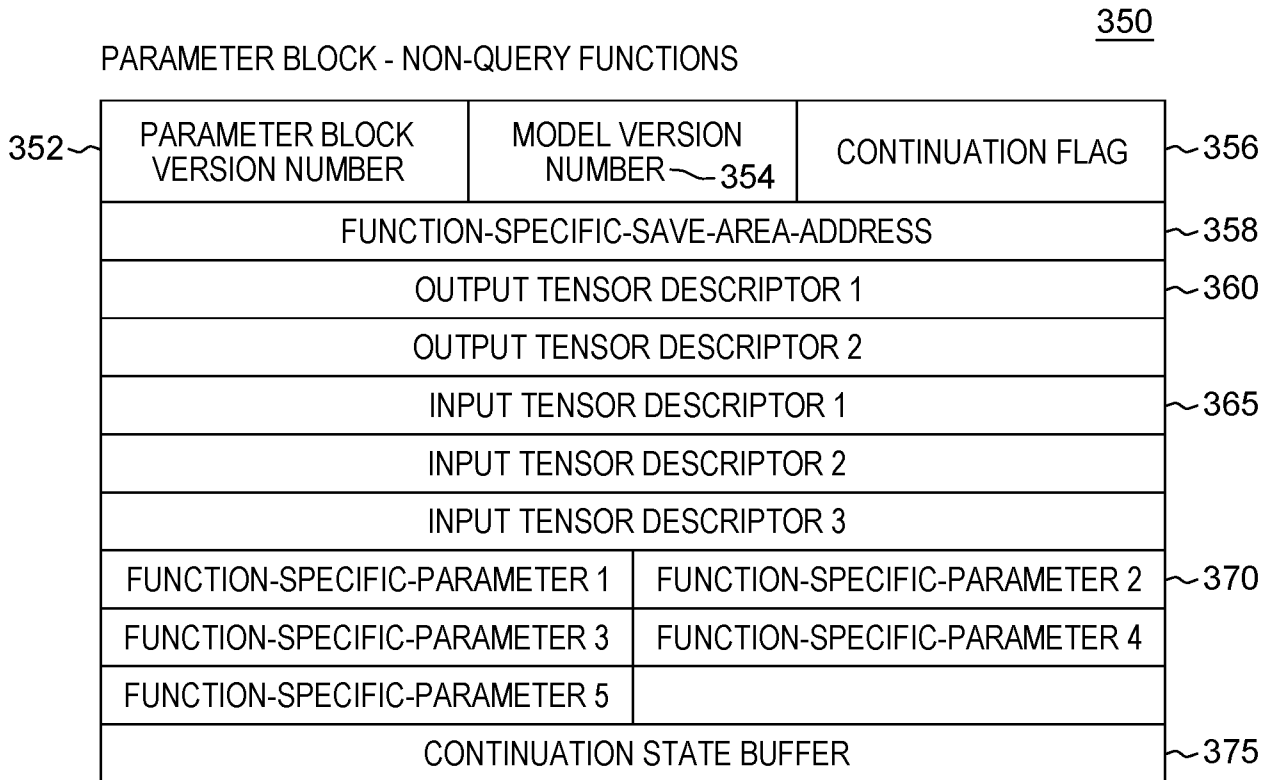 350
PARAMETER BLOCK - NON-QUERY FUNCTIONS
352 PARAMETER BLOCK VERSION NUMBER
MODEL VERSION NUMBER 354
CONTINUATION FLAG 356
FUNCTION-SPECIFIC-SAVE-AREA-ADDRESS 358
OUTPUT TENSOR DESCRIPTOR 1 360
OUTPUT TENSOR DESCRIPTOR 2
INPUT TENSOR DESCRIPTOR 1 365
INPUT TENSOR DESCRIPTOR 2
INPUT TENSOR DESCRIPTOR 3
FUNCTION-SPECIFIC-PARAMETER 1 FUNCTION-SPECIFIC-PARAMETER 2 370
FUNCTION-SPECIFIC-PARAMETER 3 FUNCTION-SPECIFIC-PARAMETER 4
FUNCTION-SPECIFIC-PARAMETER 5
CONTINUATION STATE BUFFER 375